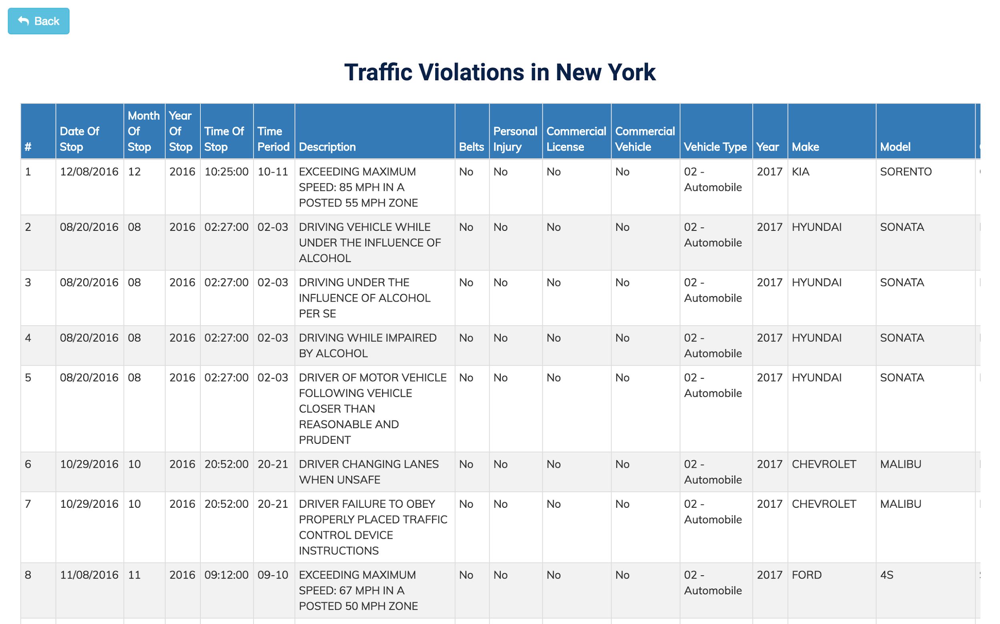 Back
Traffic Violations in New York
# Date Of Stop Month Of Stop Year Of Stop Time Of Stop Time Period Description Belts Personal Injury Commercial License Commercial Vehicle Vehicle Type Year Make Model
1 12/08/2016 12 2016 10:25:00 10-11 EXCEEDING MAXIMUM No No No No 02 - 2017 KIA SORENTO
SPEED: 85 MPH IN A Automobile
POSTED 55 MPH ZONE
2 08/20/2016 08 2016 02:27:00 02-03 DRIVING VEHICLE WHILE No No No No 02 - 2017 HYUNDAI SONATA
UNDER THE INFLUENCE OF Automobile
ALCOHOL
3 08/20/2016 08 2016 02:27:00 02-03 DRIVING UNDER THE No No No No 02 - 2017 HYUNDAI SONATA
INFLUENCE OF ALCOHOL Automobile
PER SE
4 08/20/2016 08 2016 02:27:00 02-03 DRIVING WHILE IMPAIRED No No No No 02 - 2017 HYUNDAI SONATA
BY ALCOHOL Automobile
5 08/20/2016 08 2016 02:27:00 02-03 DRIVER OF MOTOR VEHICLE No No No No 02 - 2017 HYUNDAI SONATA
FOLLOWING VEHICLE Automobile
CLOSER THAN
REASONABLE AND
PRUDENT
6 10/29/2016 10 2016 20:52:00 20-21 DRIVER CHANGING LANES No No No No 02 - 2017 CHEVROLET MALIBU
WHEN UNSAFE Automobile
7 10/29/2016 10 2016 20:52:00 20-21 DRIVER FAILURE TO OBEY No No No No 02 - 2017 CHEVROLET MALIBU
PROPERLY PLACED TRAFFIC Automobile
CONTROL DEVICE
INSTRUCTIONS
8 11/08/2016 11 2016 09:12:00 09-10 EXCEEDING MAXIMUM No No No No 02 - 2017 FORD 4S
SPEED: 67 MPH IN A Automobile
POSTED 50 MPH ZONE